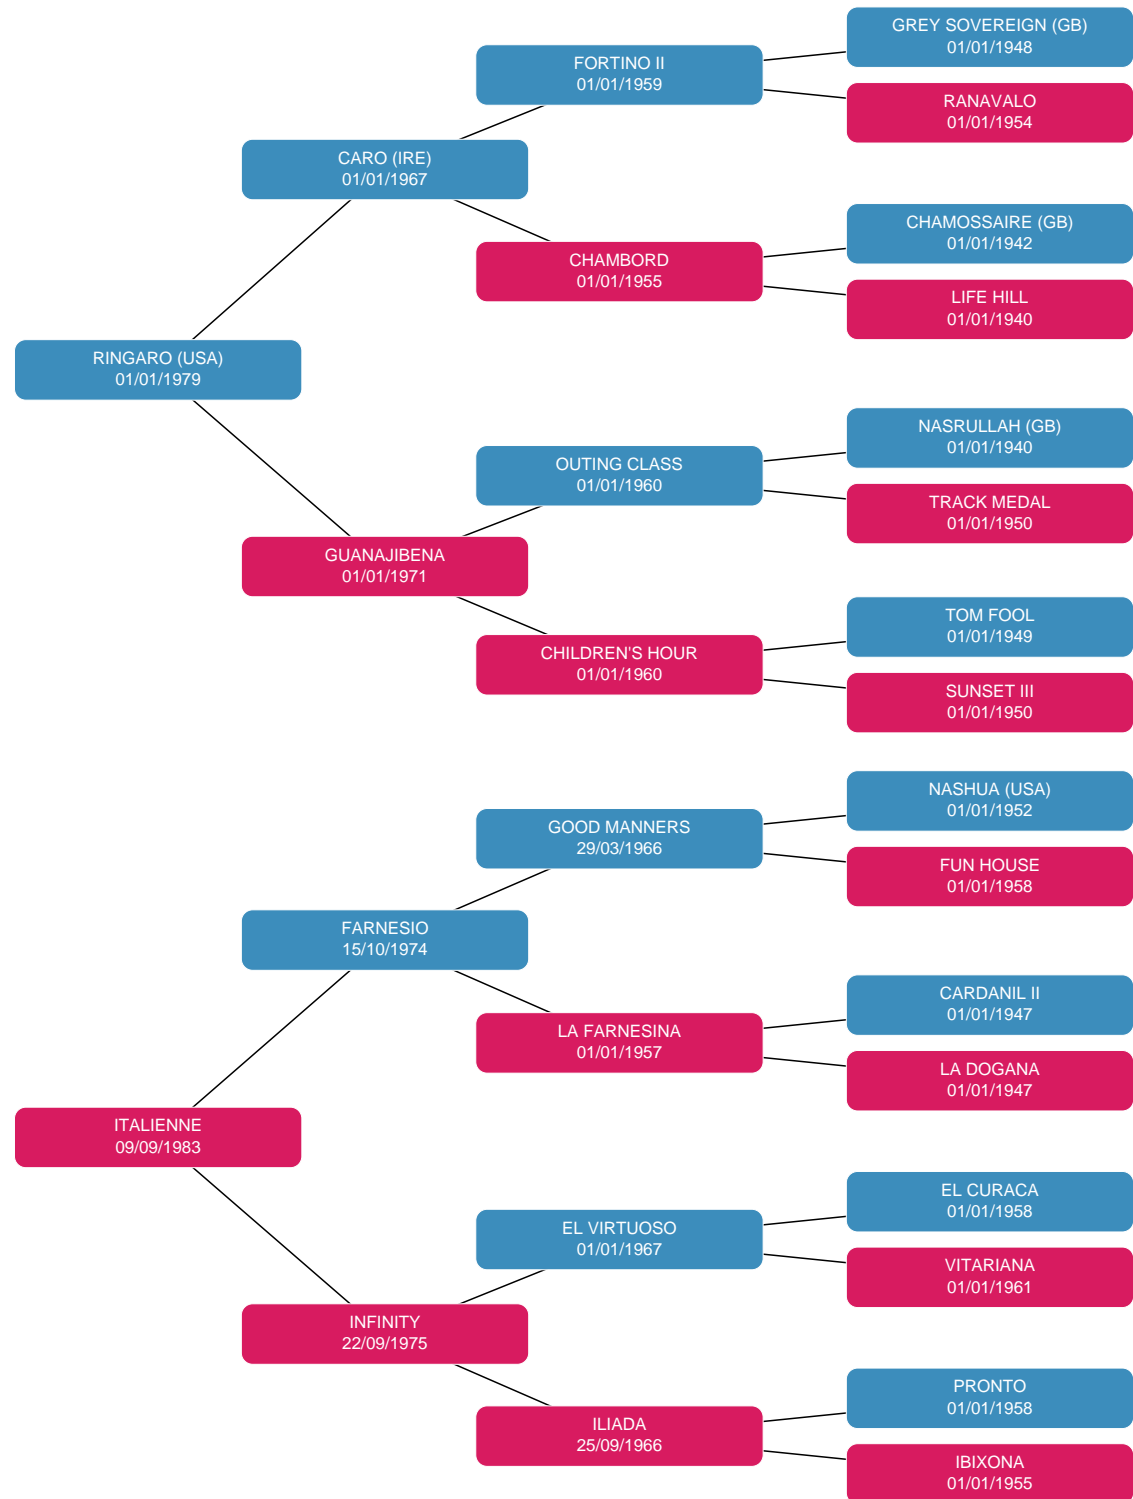 GREY SOVEREIGN (GB)
01/01/1948
FORTINO II
01/01/1959
RANAVALO
01/01/1954
CARO (IRE)
01/01/1967
CHAMOSSAIRE (GB)
01/01/1942
CHAMBORD
01/01/1955
LIFE HILL
01/01/1940
RINGARO (USA)
01/01/1979
NASRULLAH (GB)
01/01/1940
OUTING CLASS
01/01/1960
TRACK MEDAL
01/01/1950
GUANAJIBENA
01/01/1971
TOM FOOL
01/01/1949
CHILDREN'S HOUR
01/01/1960
SUNSET III
01/01/1950
NASHUA (USA)
01/01/1952
GOOD MANNERS
29/03/1966
FUN HOUSE
01/01/1958
FARNESIO
15/10/1974
CARDANIL II
01/01/1947
LA FARNESINA
01/01/1957
LA DOGANA
01/01/1947
ITALIENNE
09/09/1983
EL CURACA
01/01/1958
EL VIRTUOSO
01/01/1967
VITARIANA
01/01/1961
INFINITY
22/09/1975
PRONTO
01/01/1958
ILIADA
25/09/1966
IBIXONA
01/01/1955